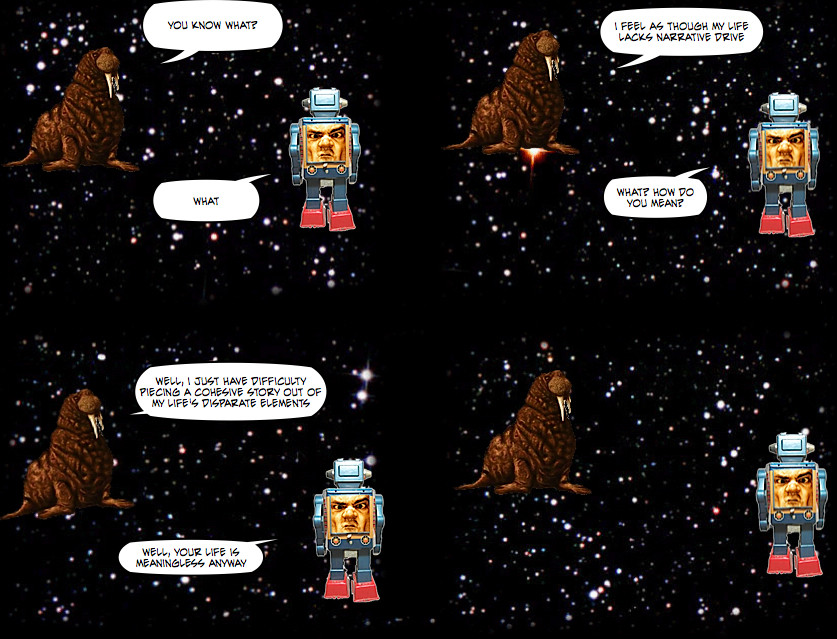 YOU KNOW WHAT?
WHAT
I FEEL AS THOUGH MY LIFE
LACKS NARRATIVE DRIVE
WHAT? HOW DO
YOU MEAN?
WELL, I JUST HAVE DIFFICULTY
PIECING A COHESIVE STORY OUT OF
MY LIFE'S DISPARATE ELEMENTS
WELL, YOUR LIFE IS
MEANINGLESS ANYWAY